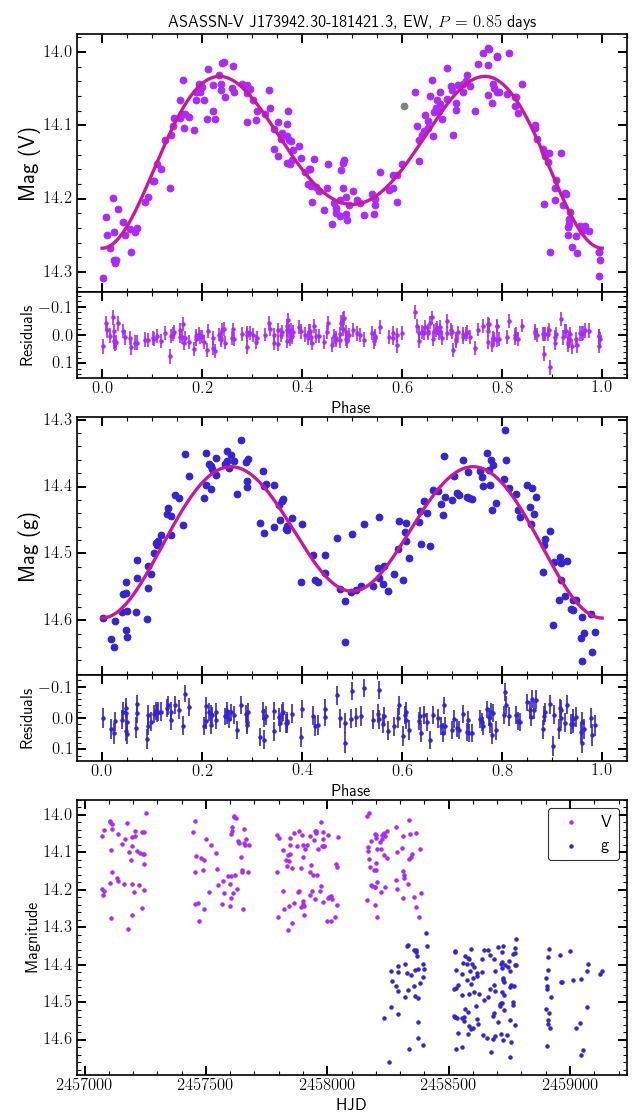 ASASSN-V J173942.30-181421.3, EW, P = 0.85 days
Mag (V)
14.0
14.1
14.2
14.3
Residuals
−0.1
0.0
0.1
0.0 0.2 0.4 0.6 0.8 1.0
Phase
Mag (g)
14.3
14.4
14.5
14.6
Residuals
−0.1
0.0
0.1
0.0 0.2 0.4 0.6 0.8 1.0
Phase
Magnitude
14.0
14.1
14.2
14.3
14.4
14.5
14.6
V
g
2457000 2457500 2458000 2458500 2459000
HJD